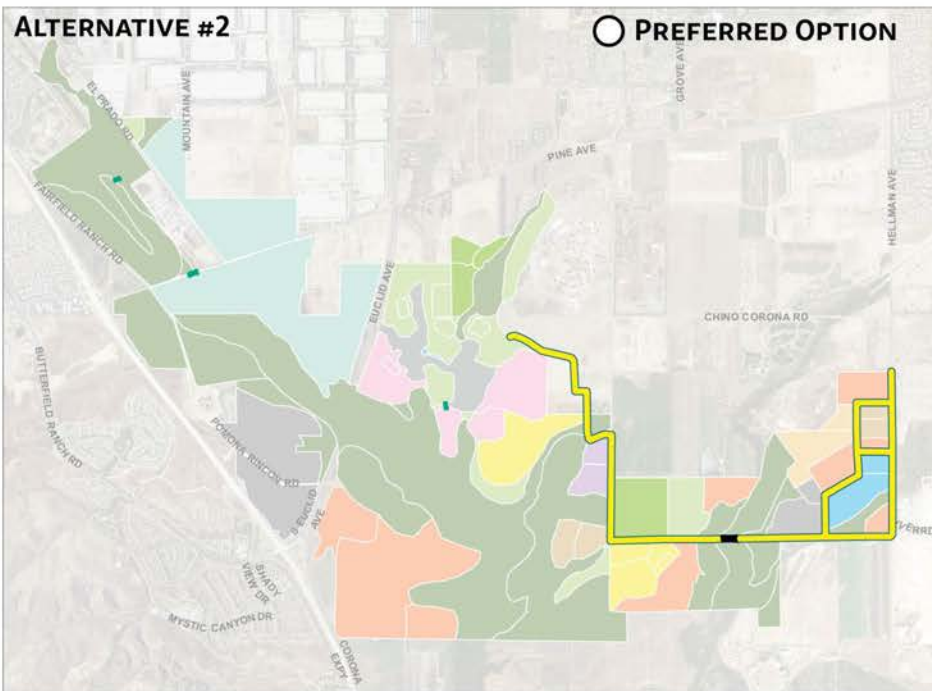 ALTERNATIVE #2
PREFERRED OPTION
EL PRADO RD
MOUNTAIN AVE
GROVE AVE
PINE AVE
HELLMAN AVE
FAIRFIELD RANCH RD
EUCLID AVE
CHINO CORONA RD
BUTTERFIELD RANCH RD
POMONA RINCON RD
S EUCLID
AVE
SHADY
VIEW DR
MYSTIC CANYON DR
CORONA
EXPY